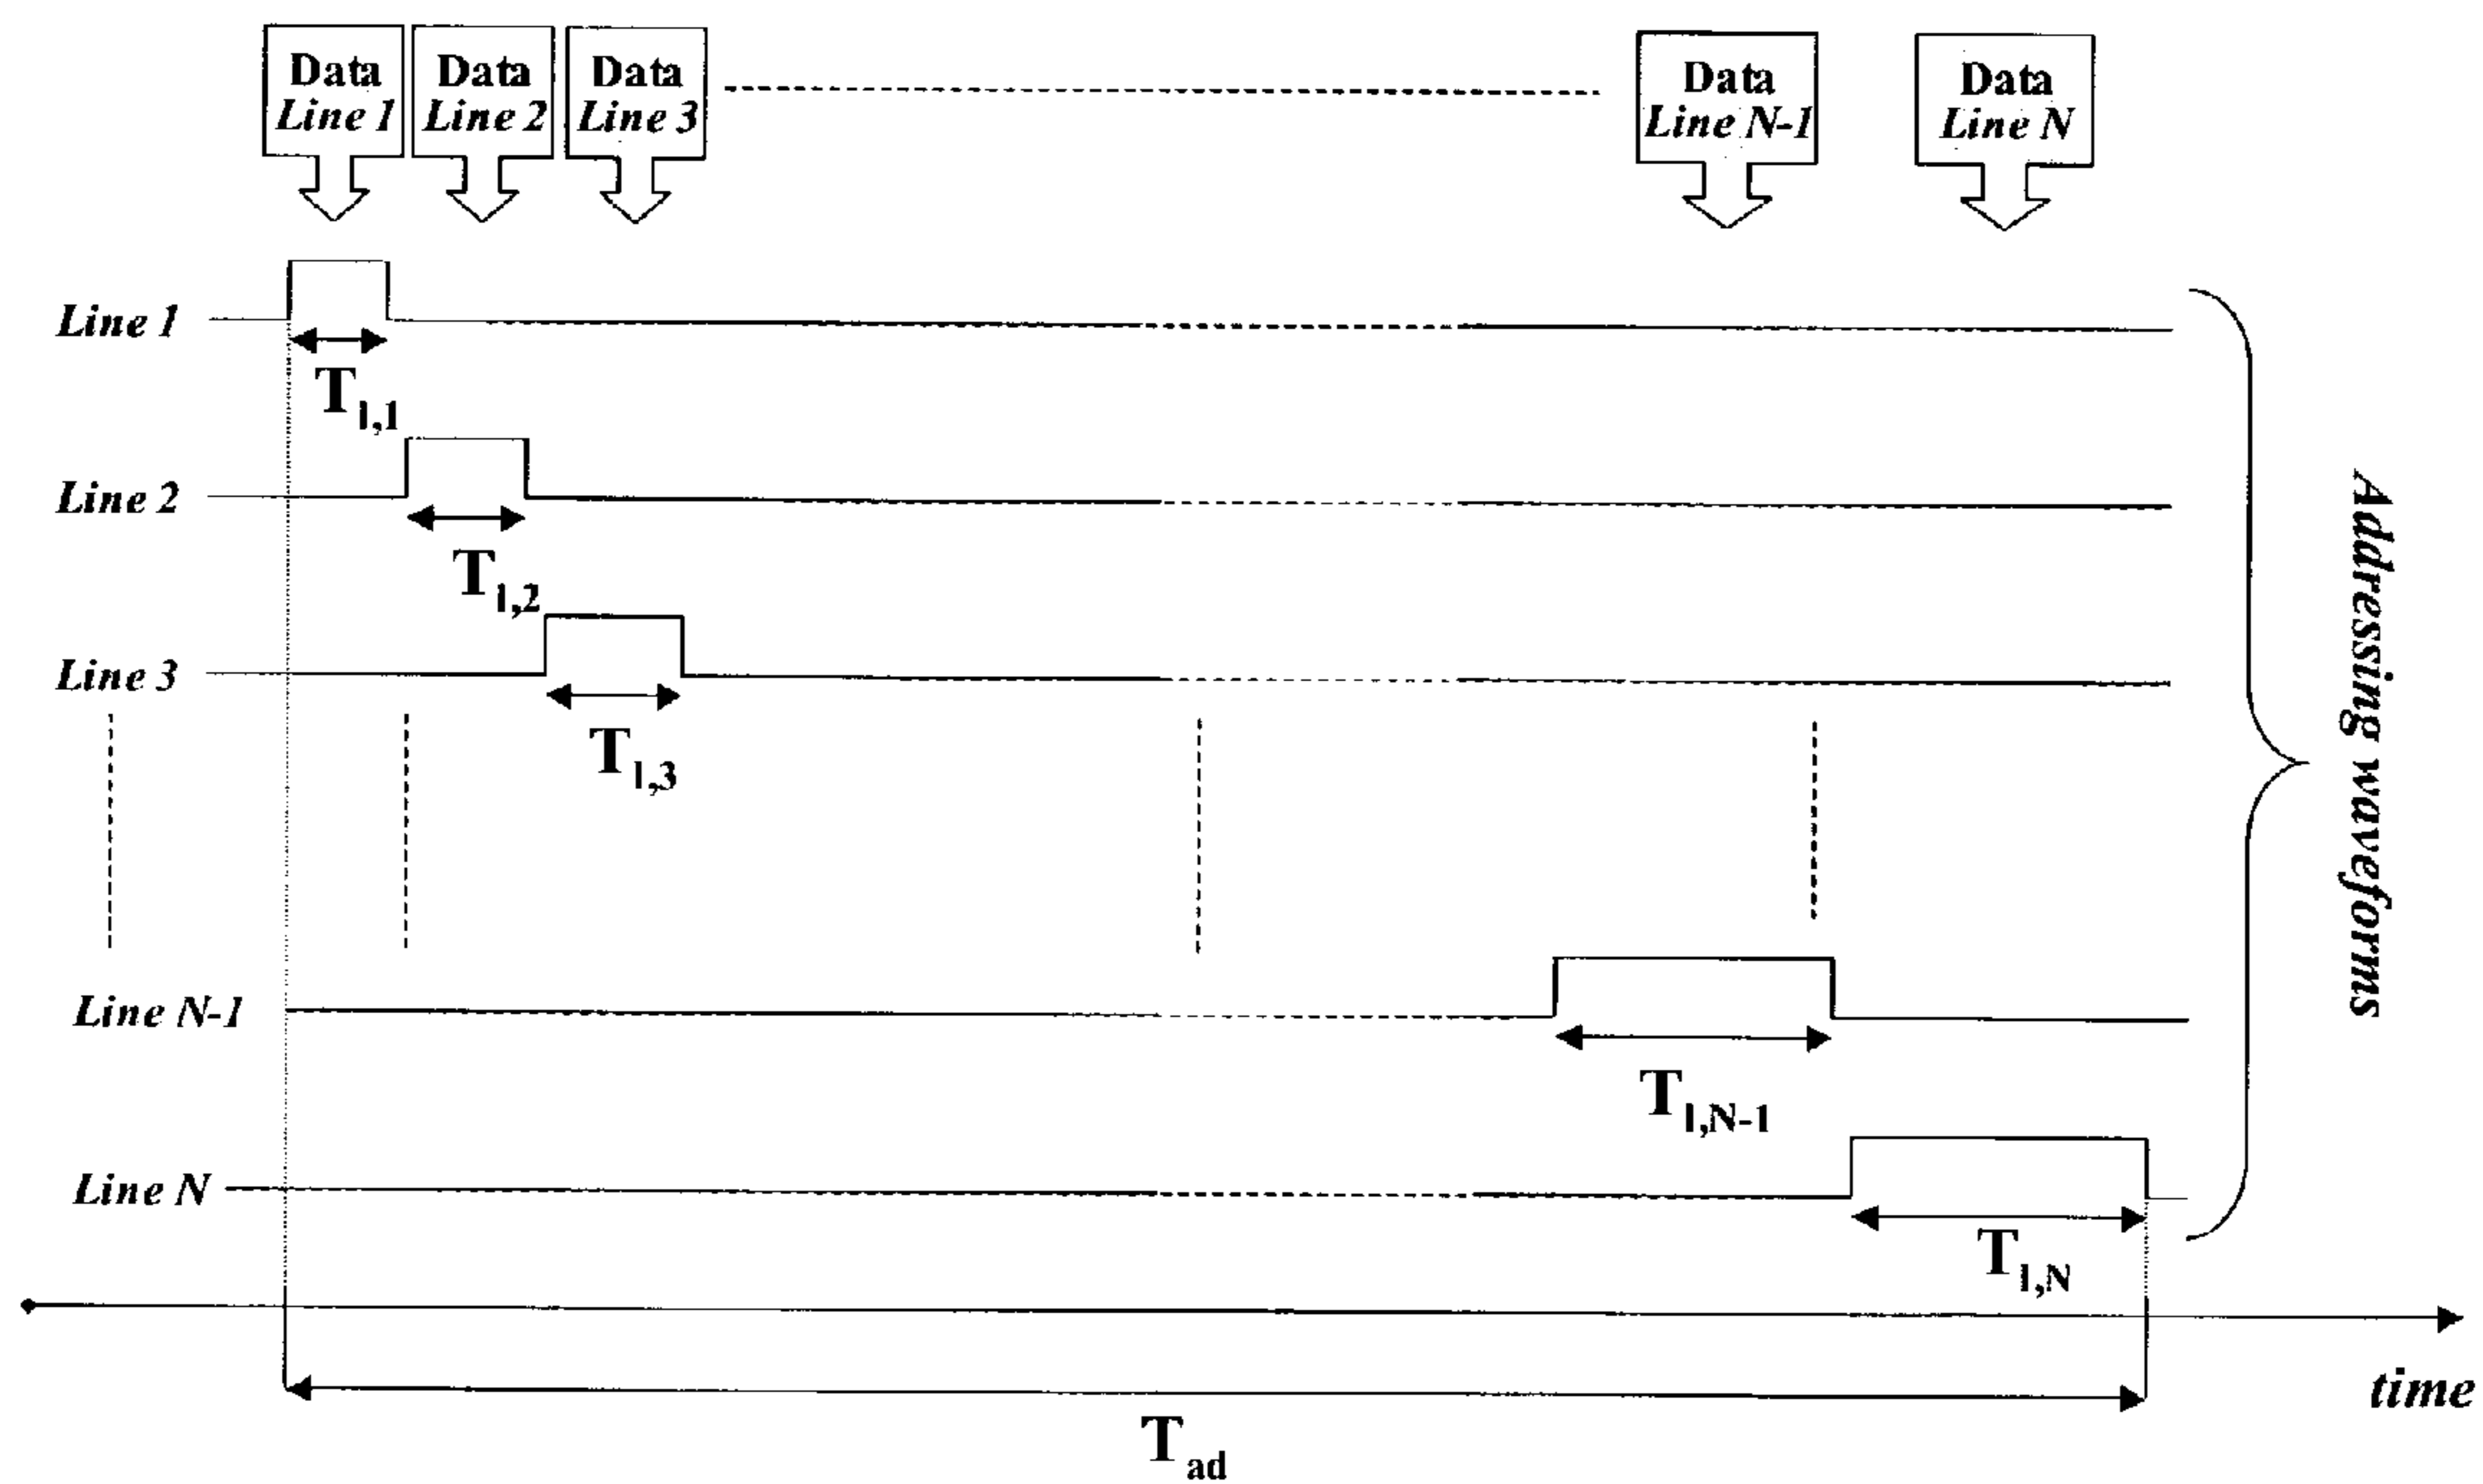 Data
Line 1
Data
Line 2
Data
Line 3
Data
Line N-1
Data
Line N
Line 1
T1,1
Line 2
T1,2
Line 3
T1,3
Line N-1
T1,N-1
Line N
T1,N
Addressing waveforms
time
Tad